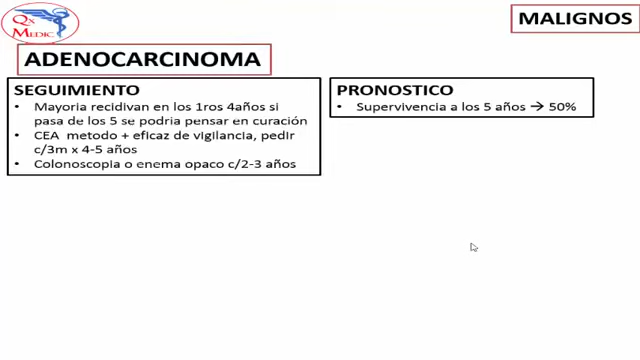 Qx
MEDIC
MALIGNOS
ADENOCARCINOMA
SEGUIMIENTO
• Mayoria recidivan en los 1ros 4años si
pasa de los 5 se podria pensar en curación
• CEA metodo + eficaz de vigilancia, pedir
c/3m x 4-5 años
• Colonoscopia o enema opaco c/2-3 años
PRONOSTICO
• Supervivencia a los 5 años → 50%